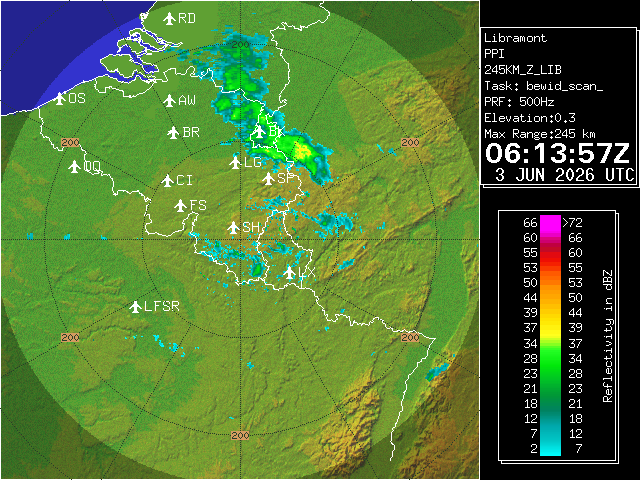 RD
200
OS
AW
BR
200
200
LG
QQ
CI
SP
FS
SH
LFSR
200
200
200
Libramont
PPI
245KM_Z_LIB
Task: bewid_scan_
PRF: 500Hz
Elevation:0.3
Max Range:245 km
06:13:57Z
3 JUN 2026 UTC
66 >72
60 66
55 60
53 55
50 53
44 50
39 44
37 39
34 37
28 34
23 28
21 23
18 21
12 18
7 12
2 7
Reflectivity in dBZ